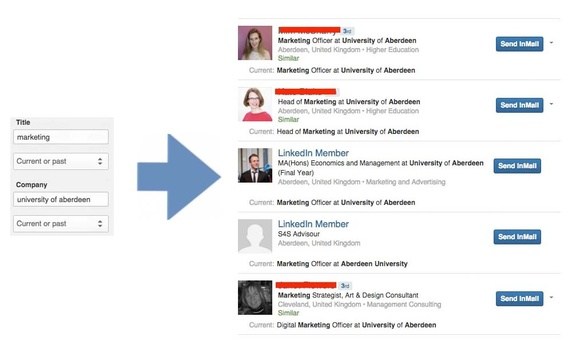 Title
marketing
Current or past
Company
university of aberdeen
Current or past
3rd
Marketing Officer at University of Aberdeen
Aberdeen, United Kingdom • Higher Education
Similar
Current: Marketing Officer at University of Aberdeen
Send InMail
3rd
Head of Marketing at University of Aberdeen
Aberdeen, United Kingdom • Higher Education
Similar
Current: Head of Marketing at University of Aberdeen
Send InMail
LinkedIn Member
MA(Hons) Economics and Management at University of Aberdeen
(Final Year)
Aberdeen, United Kingdom • Marketing and Advertising
Current: Marketing Officer at University of Aberdeen
Send InMail
LinkedIn Member
S4S Advisour
Aberdeen, United Kingdom
Current: Marketing Officer at Aberdeen University
Send InMail
3rd
Marketing Strategist, Art & Design Consultant
Cleveland, United Kingdom • Management Consulting
Similar
Current: Digital Marketing Officer at University of Aberdeen
Send InMail